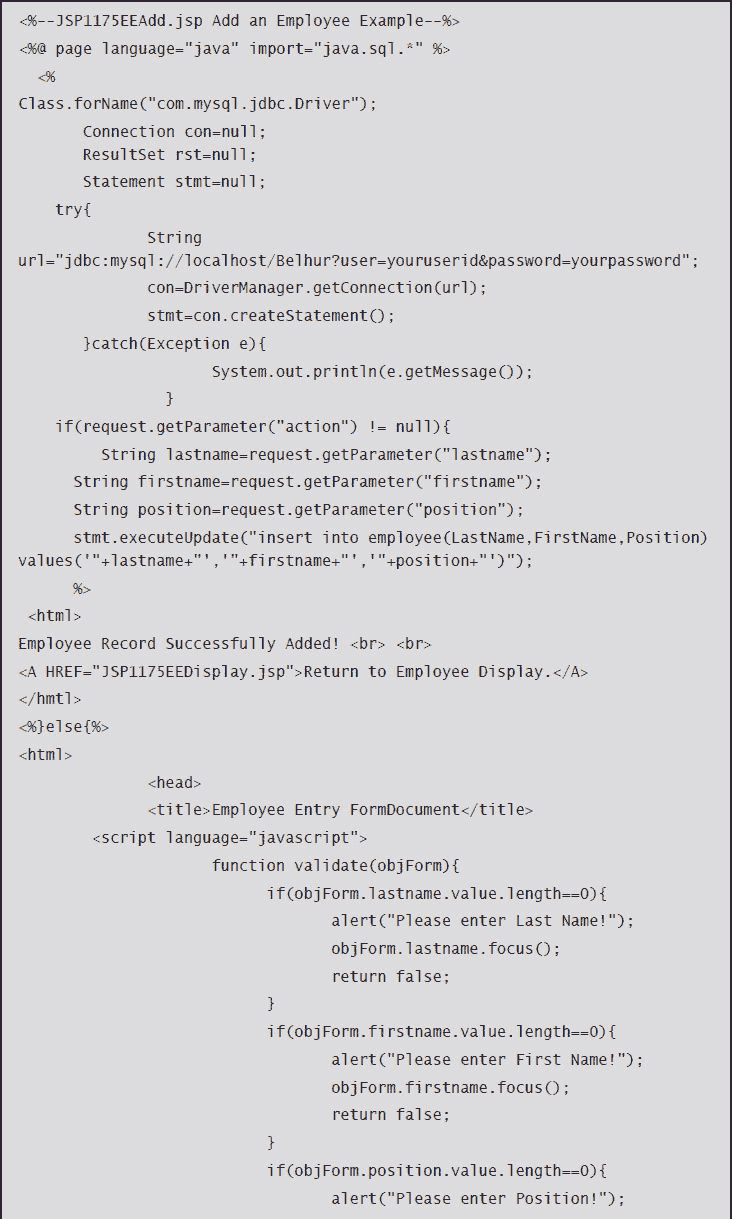 <%--JSP1175EEAdd.jsp Add an Employee Example--%>
<%@ page language="java" import="java.sql.*" %>
<%
Class.forName("com.mysql.jdbc.Driver");
Connection con=null;
ResultSet rst=null;
Statement stmt=null;
try{
String
url="jdbc:mysql://localhost/Belhur?user=youruserid&password=yourpassword";
con=DriverManager.getConnection(url);
stmt=con.createStatement();
}catch(Exception e){
System.out.println(e.getMessage());
}
if(request.getParameter("action") != null){
String lastname=request.getParameter("lastname");
String firstname=request.getParameter("firstname");
String position=request.getParameter("position");
stmt.executeUpdate("insert into employee(LastName,FirstName,Position)
values('"+lastname+"','"+firstname+"','"+position+"')");
%>
<html>
Employee Record Successfully Added! <br> <br>
<A HREF="JSP1175EEDisplay.jsp">Return to Employee Display.</A>
</hmtl>
<%}else{%>
<html>
<head>
<title>Employee Entry FormDocument</title>
<script language="javascript">
function validate(objForm){
if(objForm.lastname.value.length==0){
alert("Please enter Last Name!");
objForm.lastname.focus();
return false;
}
if(objForm.firstname.value.length==0){
alert("Please enter First Name!");
objForm.firstname.focus();
return false;
}
if(objForm.position.value.length==0){
alert("Please enter Position!");